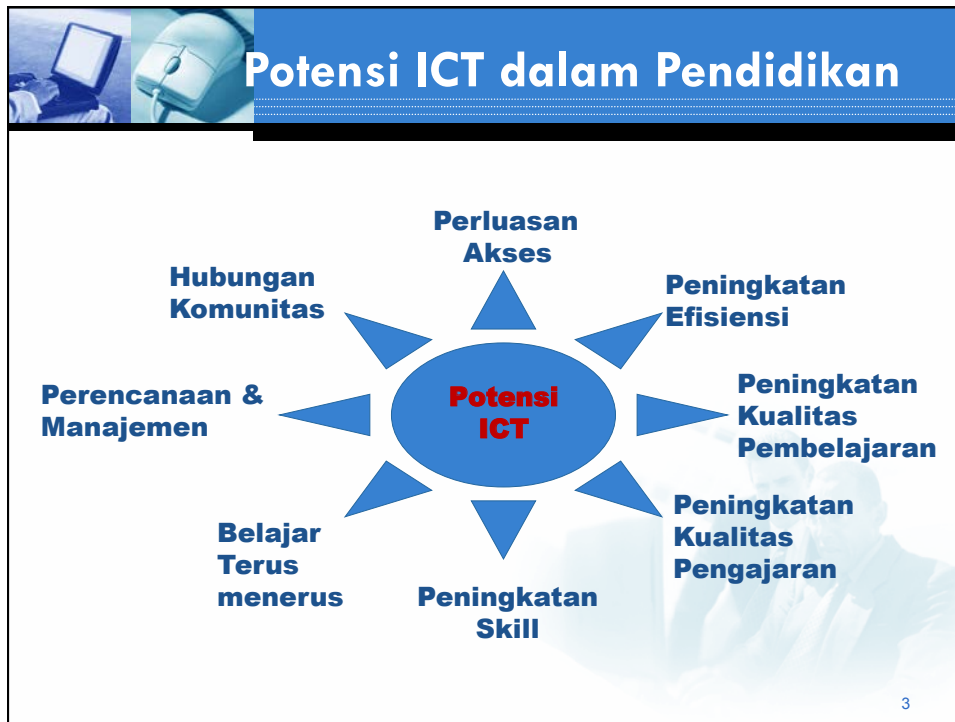 Potensi ICT dalam Pendidikan
Perluasan
Akses
Hubungan
Komunitas
Peningkatan
Efisiensi
Perencanaan &
Manajemen
Potensi
ICT
Peningkatan
Kualitas
Pembelajaran
Belajar
Terus
menerus
Peningkatan
Skill
Peningkatan
Kualitas
Pengajaran
3